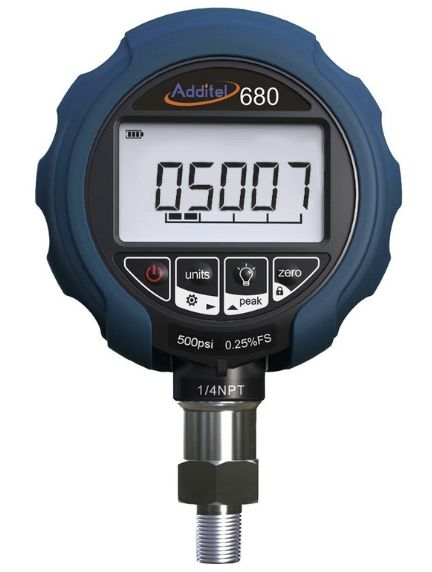 Additel 680
05007
units
zero
peak
500psi 0.25%FS
1/4NPT